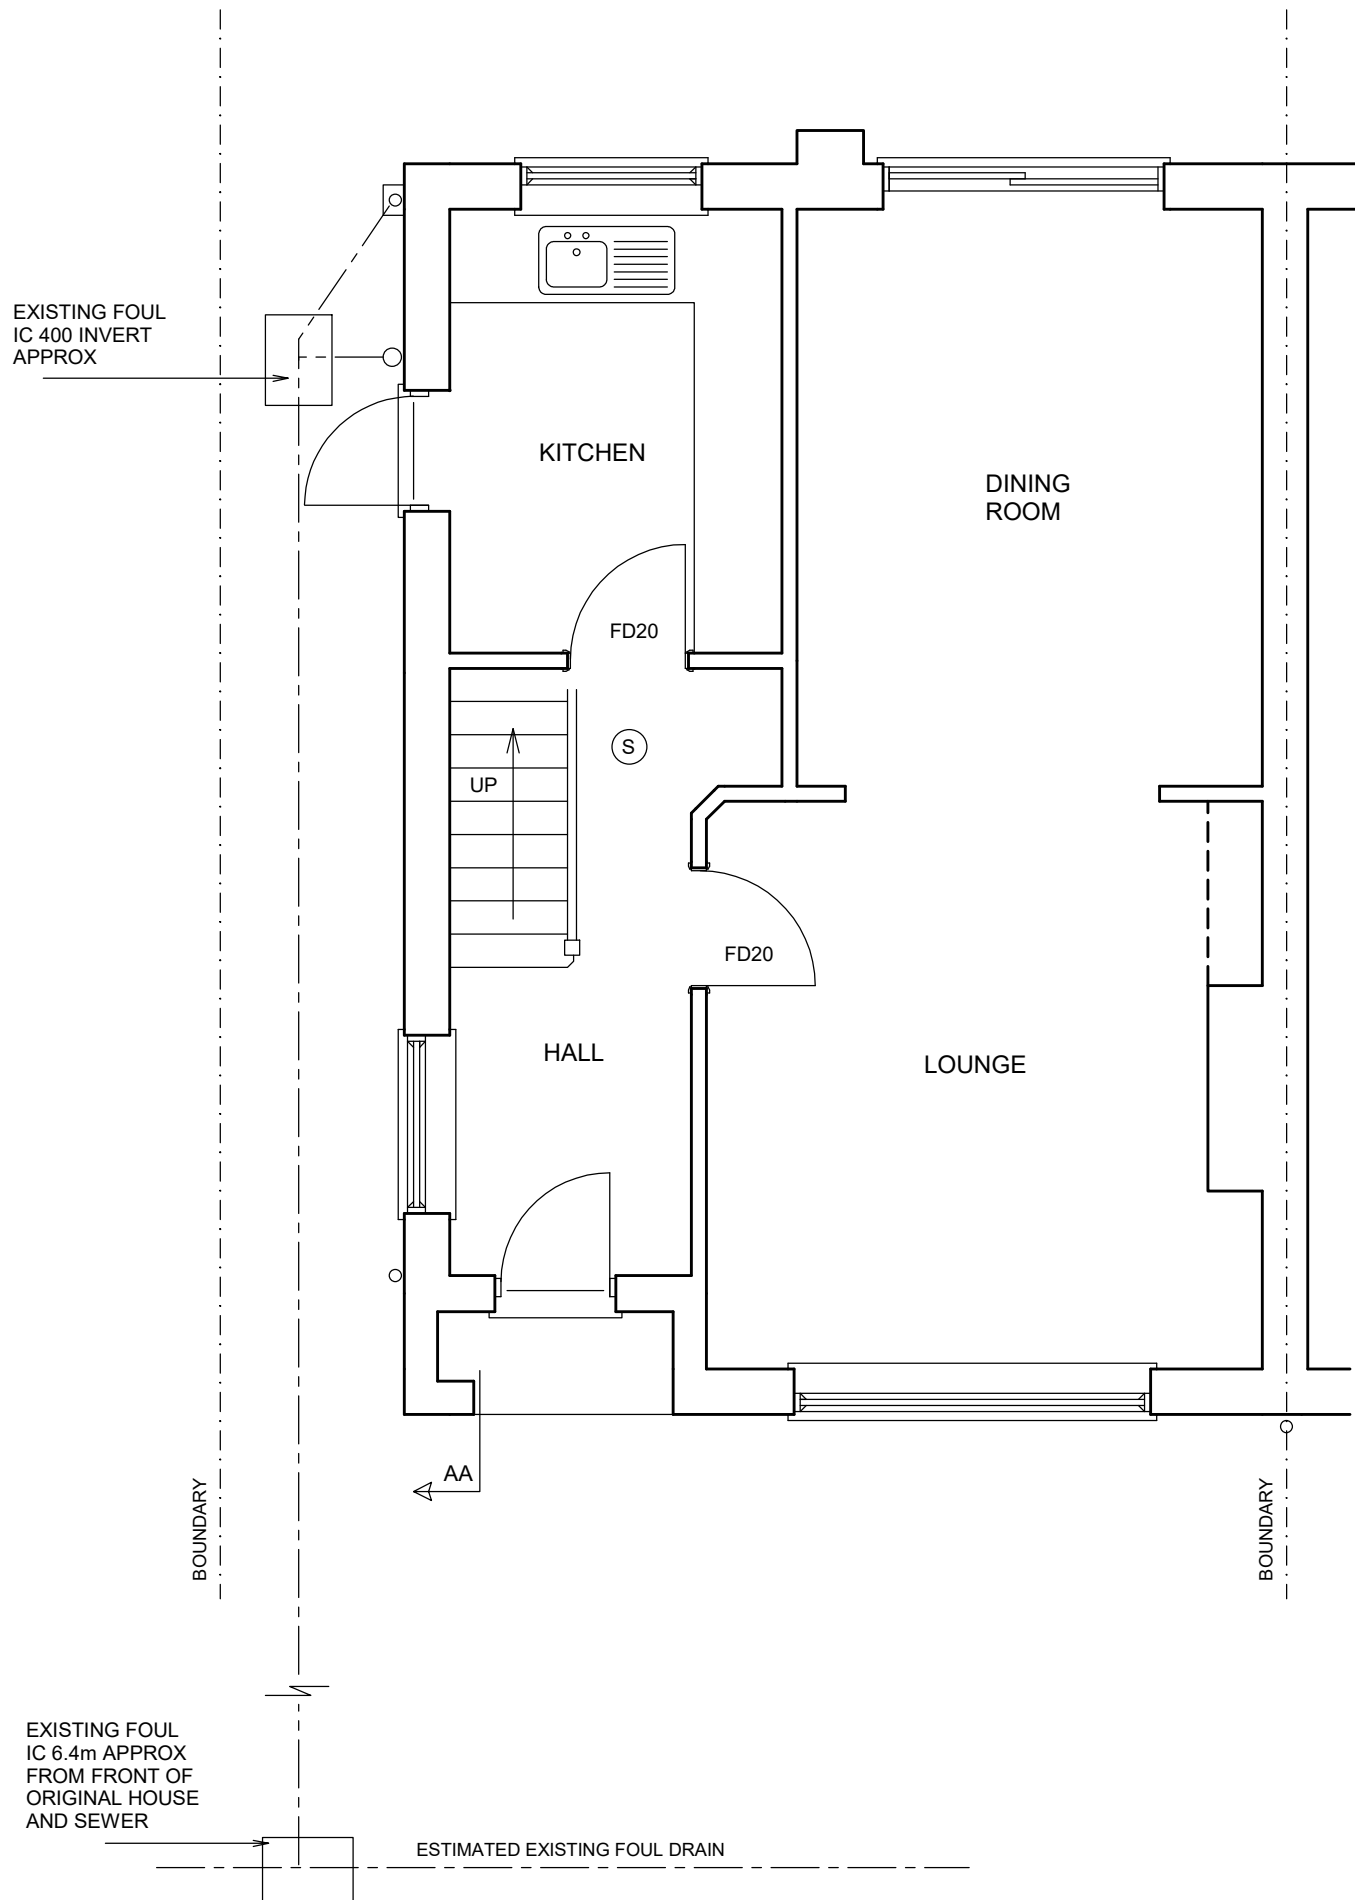 EXISTING FOUL
IC 400 INVERT
APPROX
KITCHEN
DINING
ROOM
FD20
S
UP
FD20
HALL
LOUNGE
AA
BOUNDARY
BOUNDARY
EXISTING FOUL
IC 6.4m APPROX
FROM FRONT OF
ORIGINAL HOUSE
AND SEWER
ESTIMATED EXISTING FOUL DRAIN